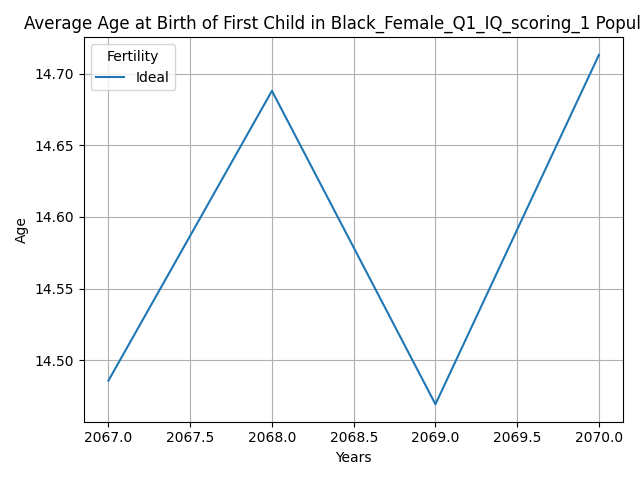 Average Age at Birth of First Child in Black_Female_Q1_IQ_scoring_1 Popul
Fertility
Ideal
14.70
14.65
14.60
14.55
14.50
Age
2067.0 2067.5 2068.0 2068.5 2069.0 2069.5 2070.0
Years